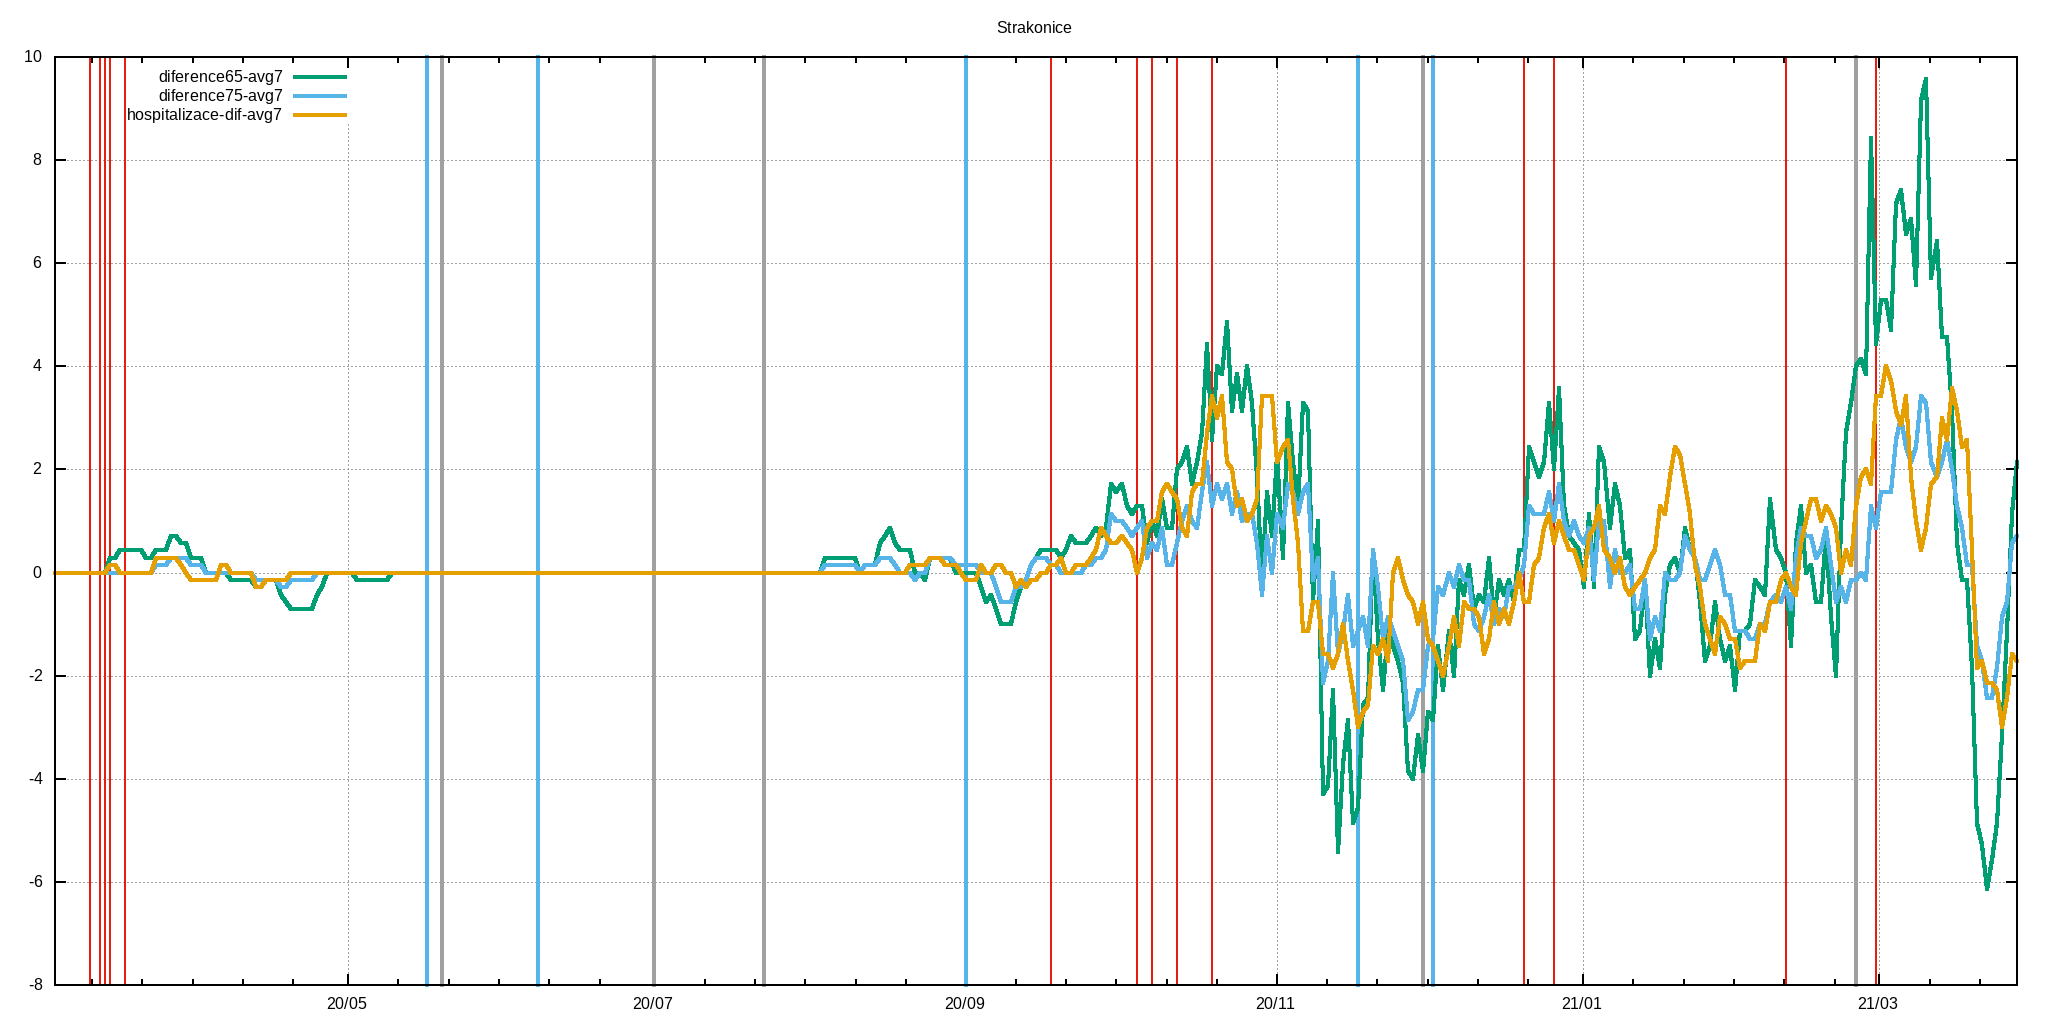 Strakonice
diference65-avg7
diference75-avg7
hospitalizace-dif-avg7
10
8
6
4
2
0
-2
-4
-6
-8
20/05 20/07 20/09 20/11 21/01 21/03